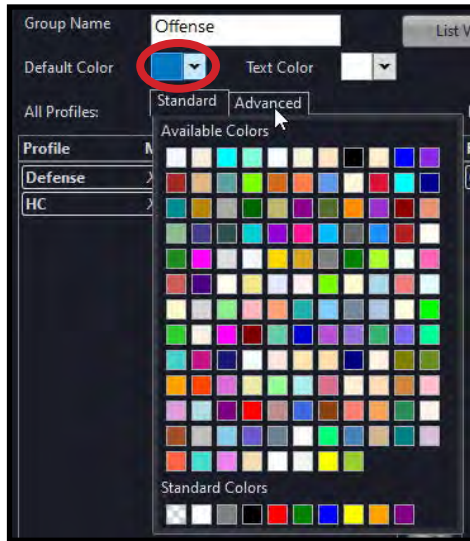 Group Name Offense List
Default Color Text Color
All Profiles: Standard Advanced
Available Colors
Profile
Defense
HC
Standard Colors